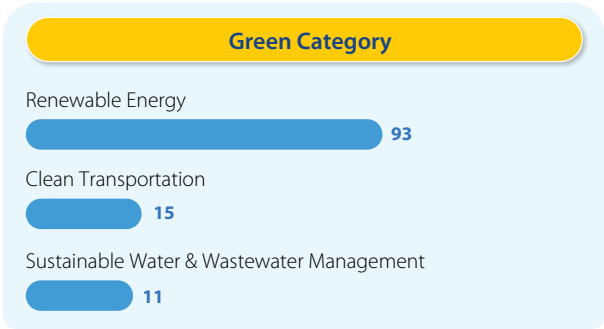 Green Category
Renewable Energy
93
Clean Transportation
15
Sustainable Water & Wastewater Management
11